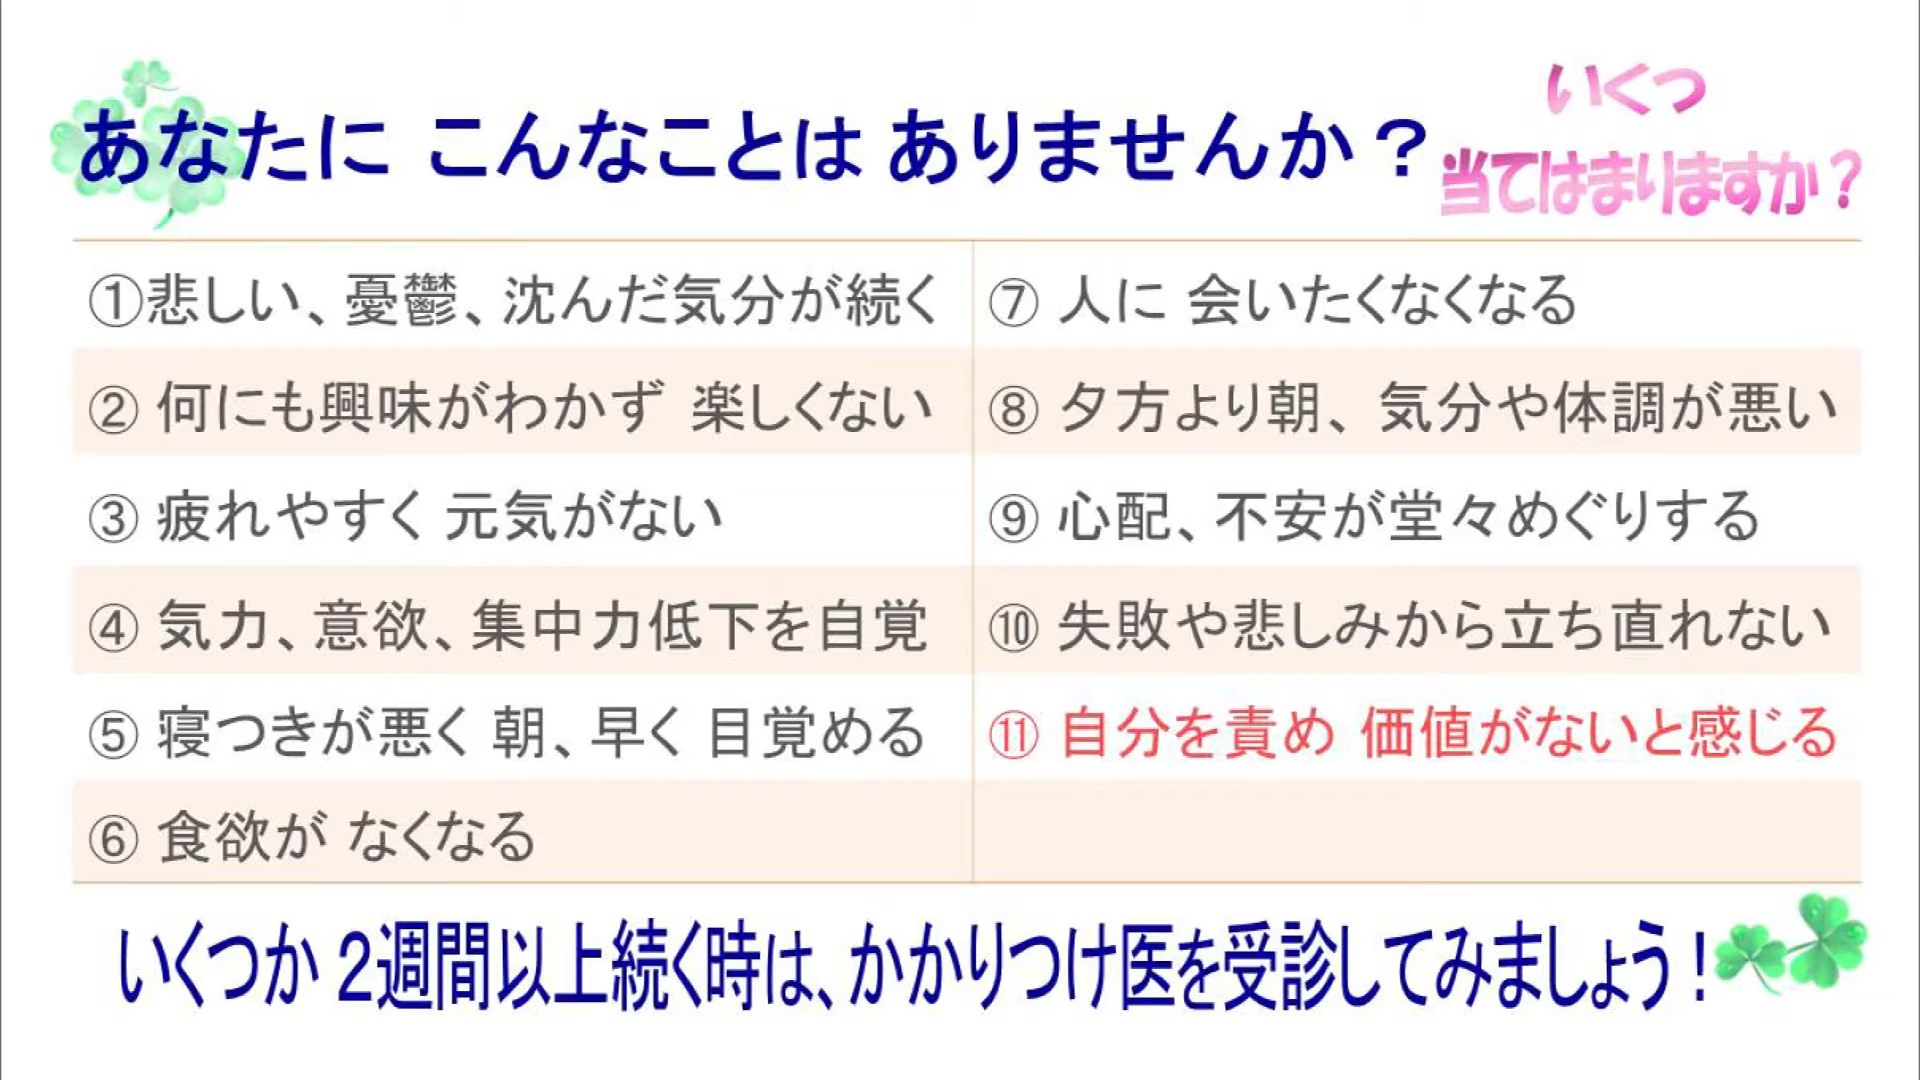 あなたに こんなことは ありませんか？
いくつ
当てはまりますか？
①悲しい、憂鬱、沈んだ気分が続く
② 何にも興味がわかず 楽しくない
③ 疲れやすく 元気がない
④ 気力、意欲、集中力低下を自覚
⑤ 寝つきが悪く 朝、早く 目覚める
⑥ 食欲が なくなる
⑦ 人に 会いたくなくなる
⑧ 夕方より朝、気分や体調が悪い
⑨ 心配、不安が堂々めぐりする
⑩ 失敗や悲しみから立ち直れない
⑪ 自分を責め 価値がないと感じる
いくつか２週間以上続く時は、かかりつけ医を受診してみましょう！